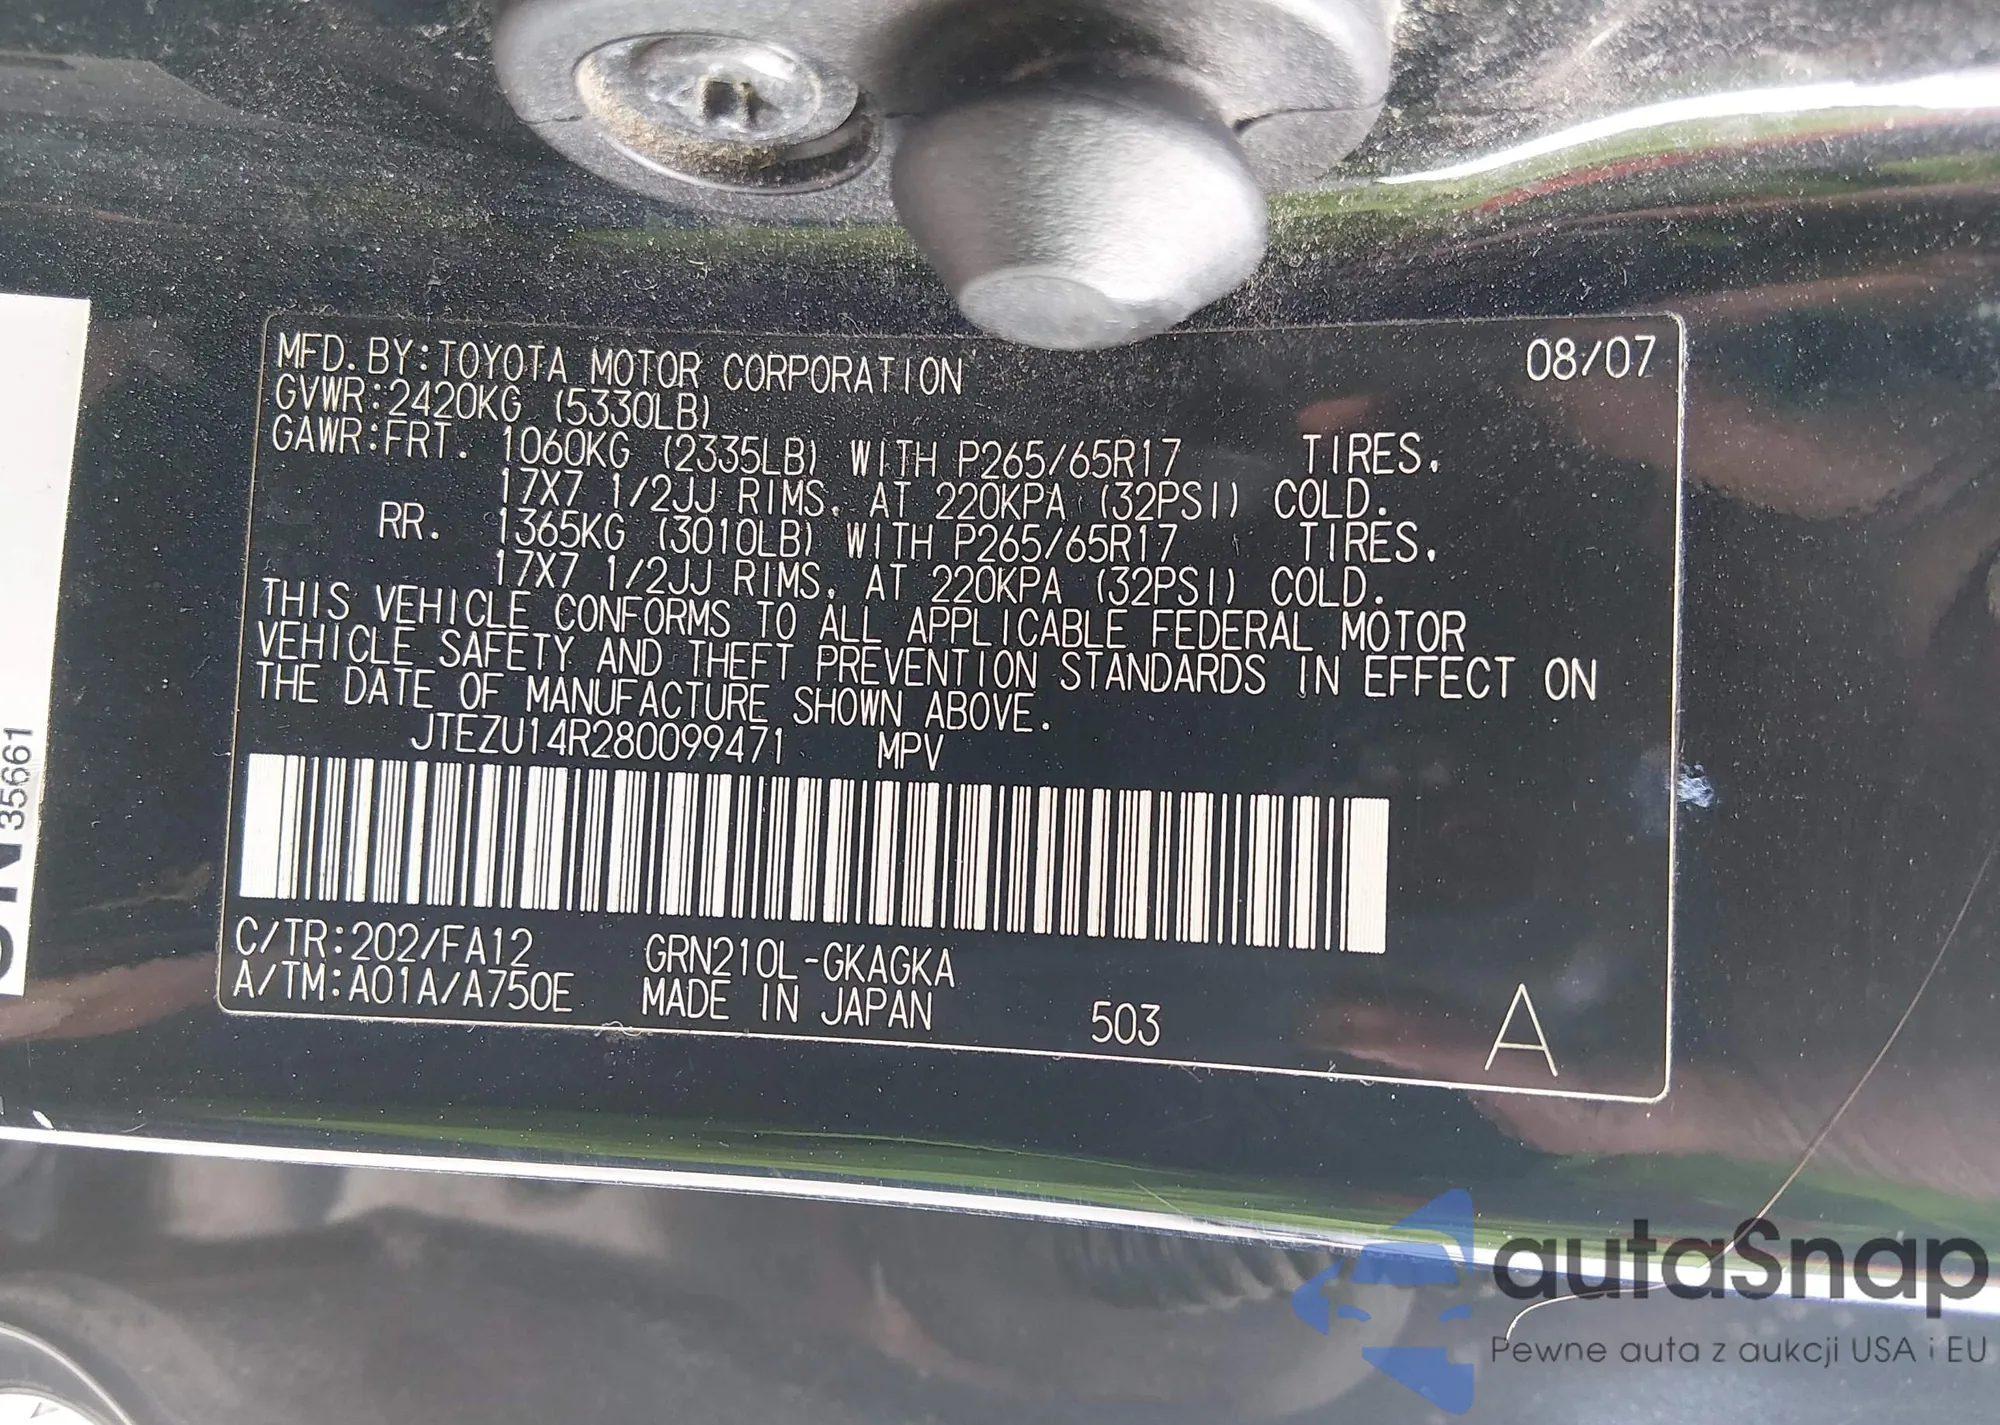 MFD. BY:TOYOTA MOTOR CORPORATION 08/07
GVWR:2420KG (5330LB)
GAWR:FRT. 1060KG (2335LB) WITH P265/65R17 TIRES,
17X7 1/2JJ RIMS, AT 220KPA (32PSI) COLD.
RR. 1365KG (3010LB) WITH P265/65R17 TIRES,
17X7 1/2JJ RIMS, AT 220KPA (32PSI) COLD.
THIS VEHICLE CONFORMS TO ALL APPLICABLE FEDERAL MOTOR
VEHICLE SAFETY AND THEFT PREVENTION STANDARDS IN EFFECT ON
THE DATE OF MANUFACTURE SHOWN ABOVE.
JTEZU14R280099471 MPV
C/TR:202/FA12 GRN210L-GKAGKA
A/TM:A01A/A750E MADE IN JAPAN 503 A
35661
autaSnap
Pewne auta z aukcji USA i EU